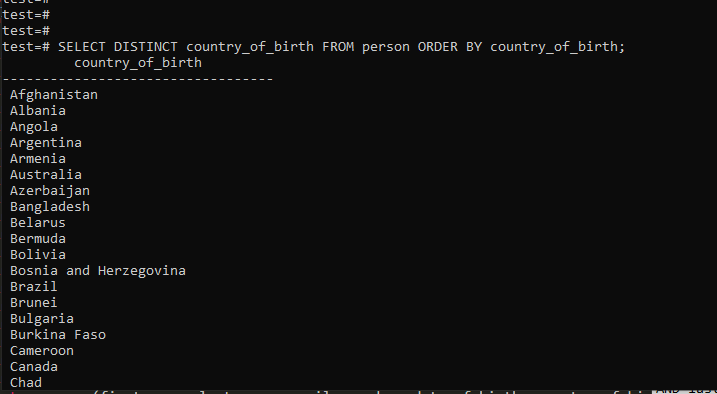 test=#
test=#
test=#
test=# SELECT DISTINCT country_of_birth FROM person ORDER BY country_of_birth;
country_of_birth
----------------------------------
Afghanistan
Albania
Angola
Argentina
Armenia
Australia
Azerbaijan
Bangladesh
Belarus
Bermuda
Bolivia
Bosnia and Herzegovina
Brazil
Brunei
Bulgaria
Burkina Faso
Cameroon
Canada
Chad